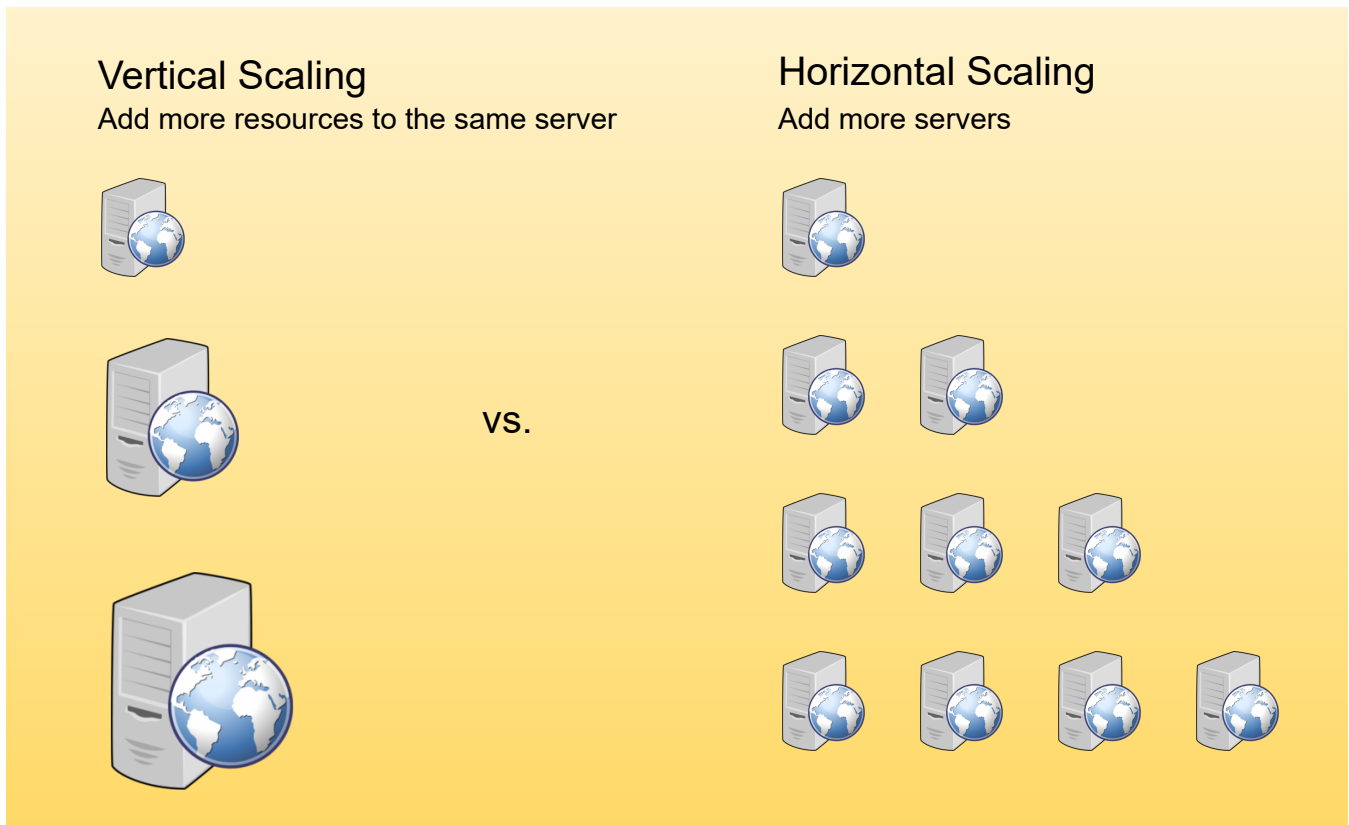 Vertical Scaling
Add more resources to the same server
vs.
Horizontal Scaling
Add more servers